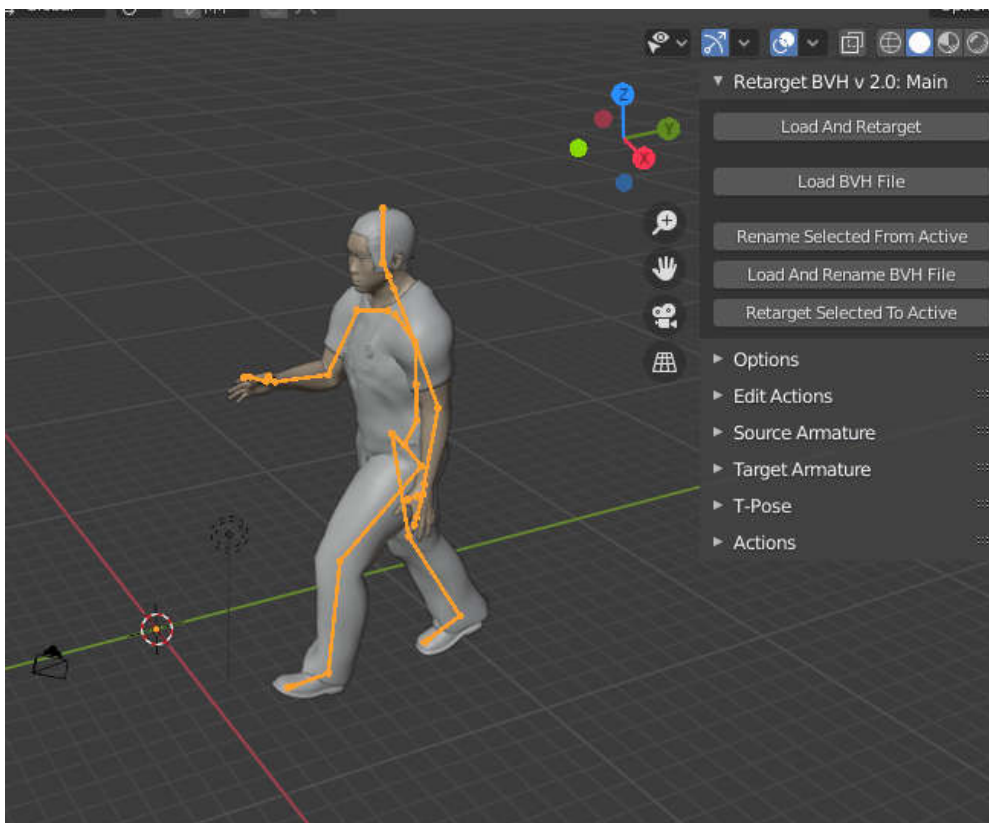 Retarget BVH v 2.0: Main
Load And Retarget
Z
Y
X
Load BVH File
Rename Selected From Active
Load And Rename BVH File
Retarget Selected To Active
Options
Edit Actions
Source Armature
Target Armature
T-Pose
Actions